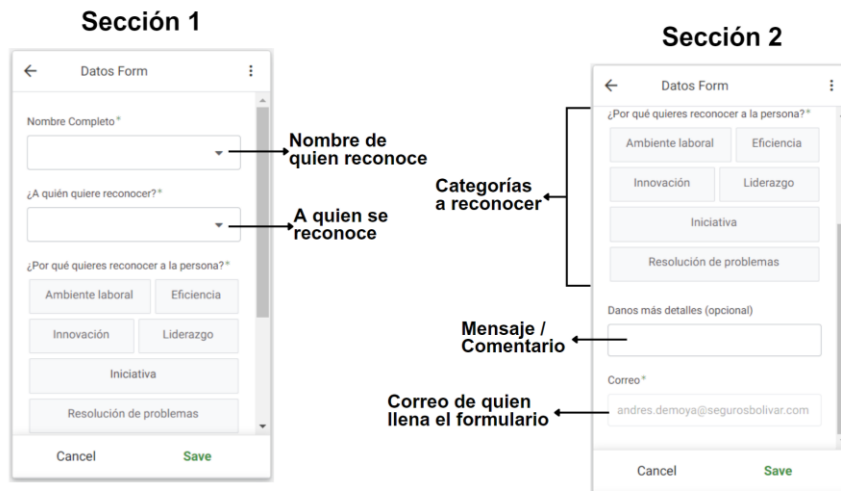 Sección 1
Datos Form
Nombre Completo*
Nombre de
quien reconoce
¿A quién quiere reconocer?*
A quien se
reconoce
¿Por qué quieres reconocer a la persona?*
Ambiente laboral
Eficiencia
Innovación
Liderazgo
Iniciativa
Resolución de problemas
Cancel
Save
Sección 2
Datos Form
¿Por qué quieres reconocer a la persona?*
Ambiente laboral
Eficiencia
Categorías
a reconocer
Innovación
Liderazgo
Iniciativa
Resolución de problemas
Danos más detalles (opcional)
Mensaje /
Comentario
Correo*
Correo de quien
llena el formulario
andres.demoya@segurosbolivar.com
Cancel
Save